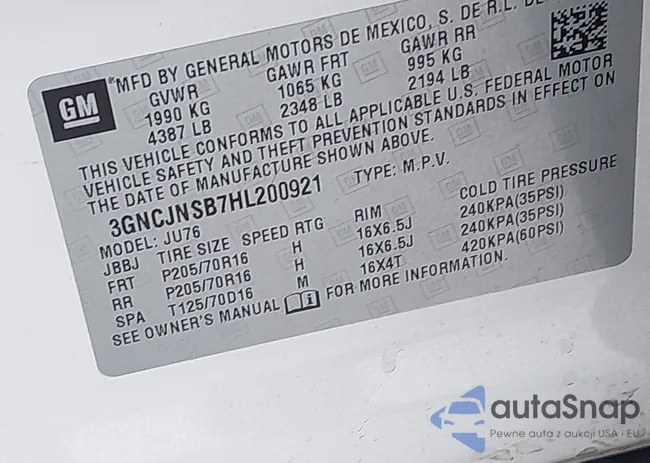 *MFD BY GENERAL MOTORS DE MEXICO, S. DE R.L. DE
GM
GVWR GAWR FRT GAWR RR
1990 KG 1065 KG 995 KG
4387 LB 2348 LB 2194 LB
THIS VEHICLE CONFORMS TO ALL APPLICABLE U.S. FEDERAL MOTOR
VEHICLE SAFETY AND THEFT PREVENTION STANDARDS IN EFFECT ON
THE DATE OF MANUFACTURE SHOWN ABOVE.
3GNCJNSB7HL200921 TYPE: M.P.V.
MODEL: JU76
JBBJ TIRE SIZE SPEED RTG RIM COLD TIRE PRESSURE
FRT P205/70R16 H 16X6.5J 240KPA(35PSI)
RR P205/70R16 H 16X6.5J 240KPA(35PSI)
SPA T125/70D16 M 16X4T 420KPA(60PSI)
SEE OWNER'S MANUAL FOR MORE INFORMATION.
autaSnap
Pewne auta z aukcji USA i EU